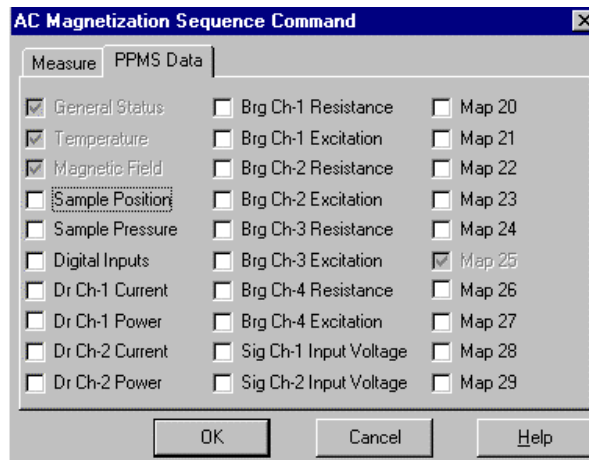 AC Magnetization Sequence Command
Measure PPMS Data
General Status Brg Ch-1 Resistance Map 20
Temperature Brg Ch-1 Excitation Map 21
Magnetic Field Brg Ch-2 Resistance Map 22
Sample Position Brg Ch-2 Excitation Map 23
Sample Pressure Brg Ch-3 Resistance Map 24
Digital Inputs Brg Ch-3 Excitation Map 25
Dr Ch-1 Current Brg Ch-4 Resistance Map 26
Dr Ch-1 Power Brg Ch-4 Excitation Map 27
Dr Ch-2 Current Sig Ch-1 Input Voltage Map 28
Dr Ch-2 Power Sig Ch-2 Input Voltage Map 29
OK Cancel Help